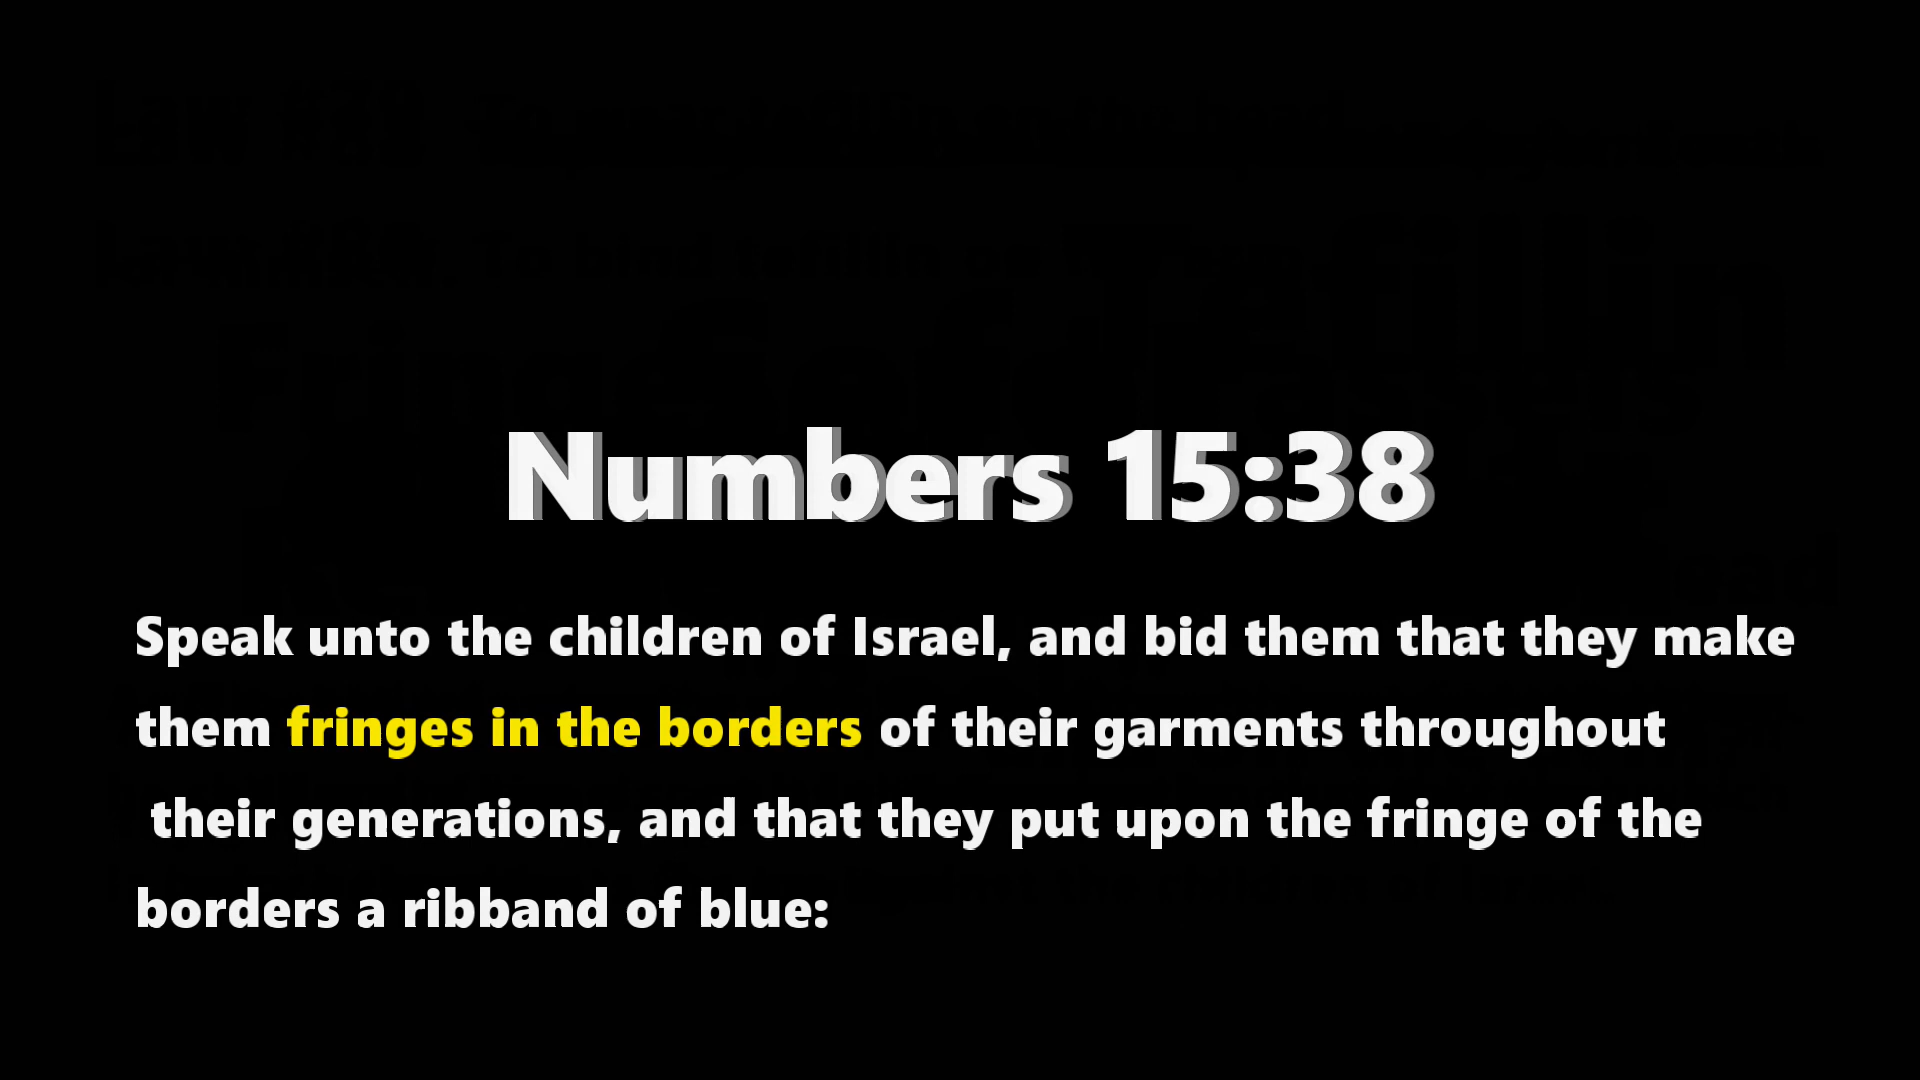 Numbers 15:38
Speak unto the children of Israel, and bid them that they make
them fringes in the borders of their garments throughout
their generations, and that they put upon the fringe of the
borders a ribband of blue: